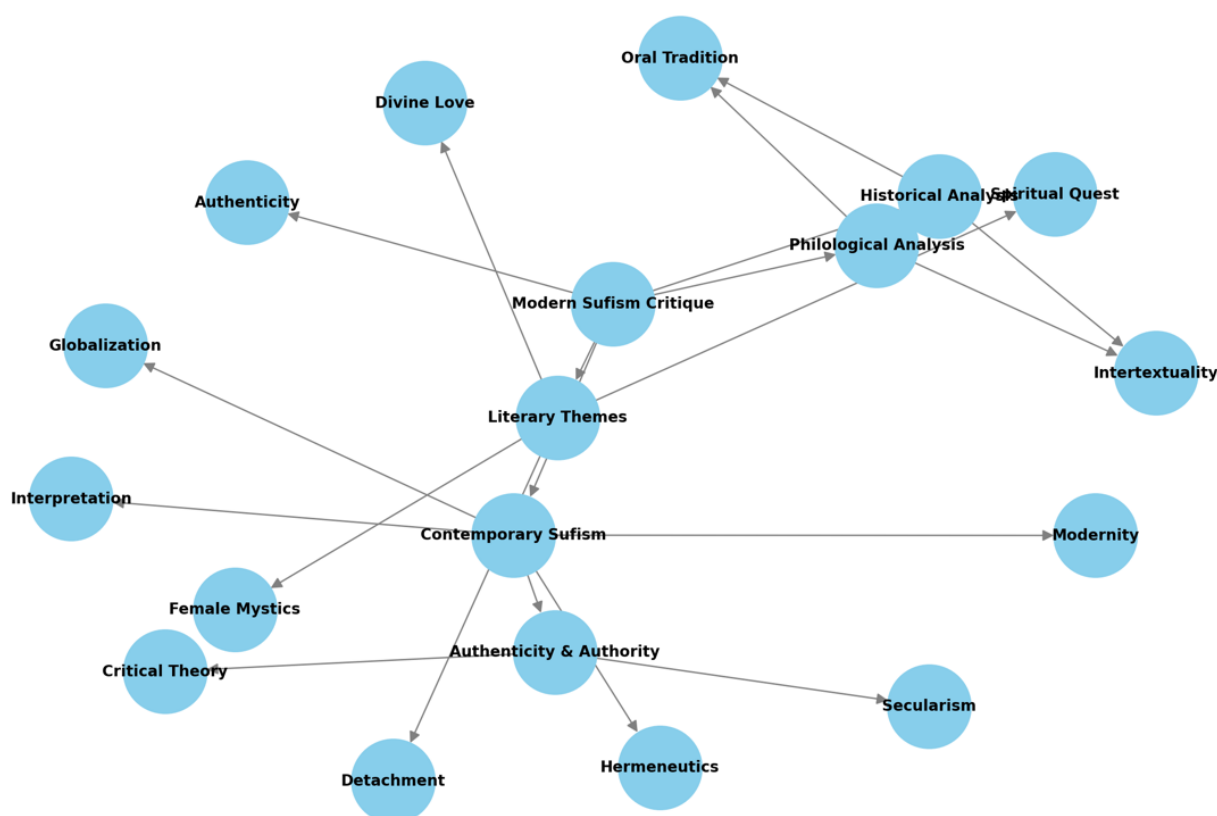 Oral Tradition
Divine Love
Authenticity
Historical Analysis
Spiritual Quest
Philological Analysis
Modern Sufism Critique
Globalization
Intertextuality
Literary Themes
Interpretation
Contemporary Sufism
Modernity
Female Mystics
Authenticity & Authority
Critical Theory
Secularism
Hermeneutics
Detachment